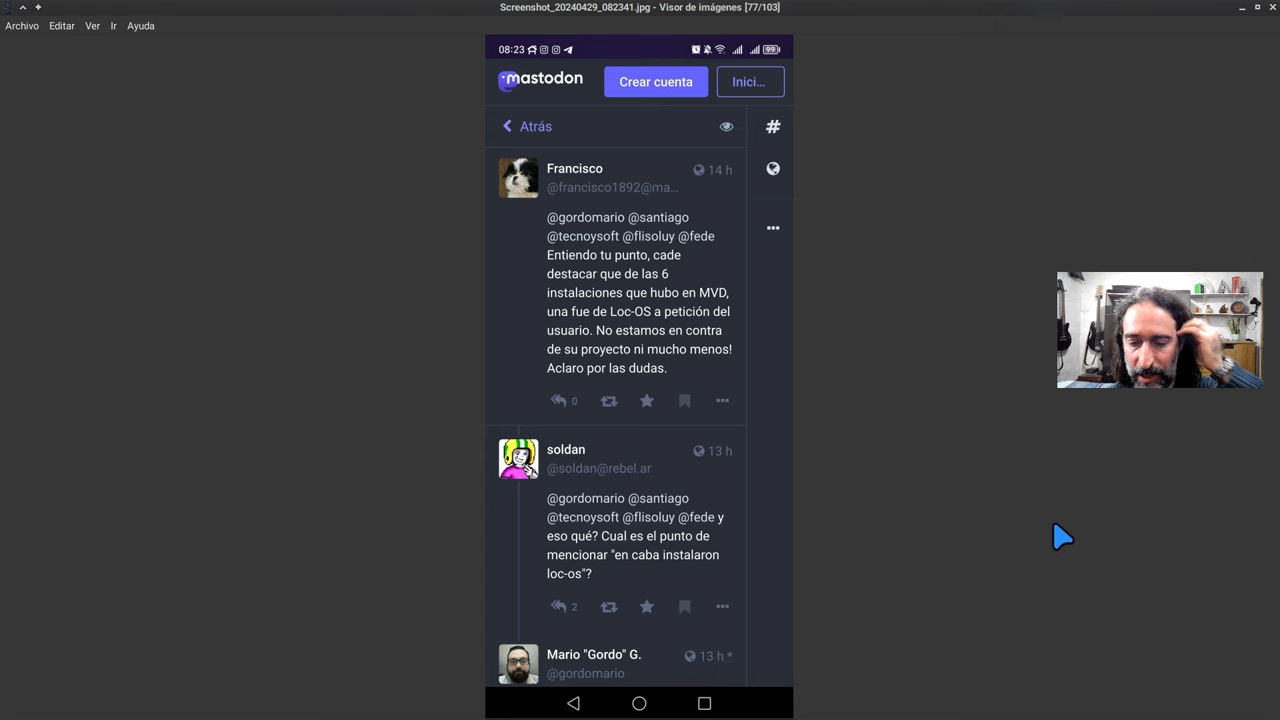 Screenshot_20240429_082341.jpg - Visor de imágenes [77/103]
Archivo Editar Ver Ir Ayuda
08:23 99
mastodon Crear cuenta Inici...
Atrás #
Francisco 14 h
@francisco1892@ma...
@gordomario @santiago
@tecnoysoft @flisoluy @fede
Entiendo tu punto, cade
destacar que de las 6
instalaciones que hubo en MVD,
una fue de Loc-OS a petición del
usuario. No estamos en contra
de su proyecto ni mucho menos!
Aclaro por las dudas.
0
soldan 13 h
@soldan@rebel.ar
@gordomario @santiago
@tecnoysoft @flisoluy @fede y
eso qué? Cual es el punto de
mencionar "en caba instalaron
loc-os"?
2
Mario "Gordo" G. 13 h *
@gordomario